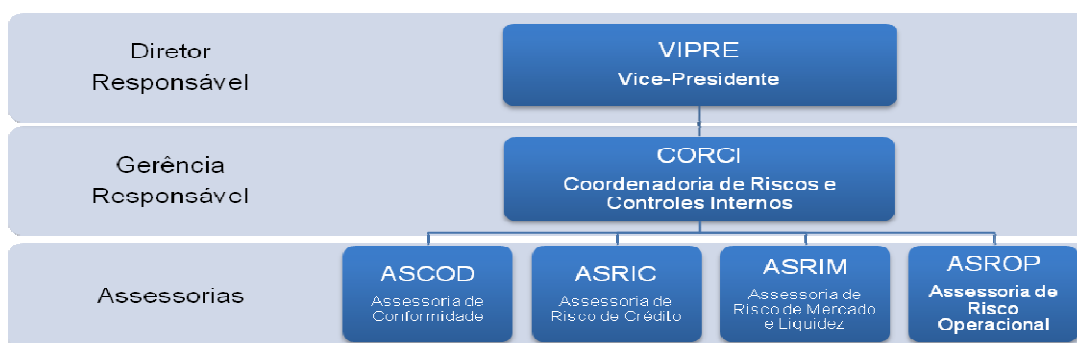 Diretor
Responsável
VIPRE
Vice-Presidente
Gerência
Responsável
CORCI
Coordenadoria de Riscos e
Controles Internos
Assessorias
ASCOD
Assessoria de
Conformidade
ASRIC
Assessoria de
Risco de Crédito
ASRIM
Assessoria de
Risco de Mercado
e Liquidez
ASROP
Assessoria de
Risco
Operacional